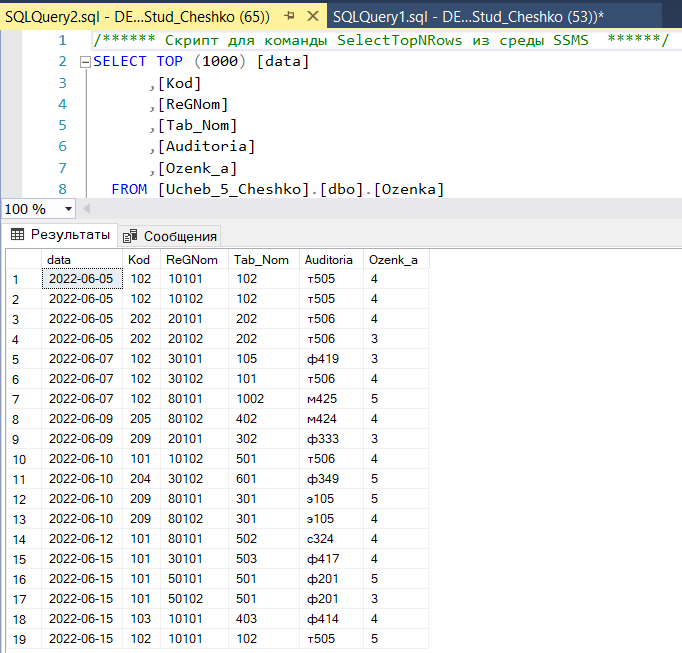 SQLQuery2.sql - DE...Stud_Cheshko (65))
SQLQuery1.sql - DE...Stud_Cheshko (53))*
1 /****** Скрипт для команды SelectTopNRows из среды SSMS ******/
2 SELECT TOP (1000) [data]
3 ,[Kod]
4 ,[ReGNom]
5 ,[Tab_Nom]
6 ,[Auditoria]
7 ,[Ozenk_a]
8 FROM [Ucheb_5_Cheshko].[dbo].[Ozenka]
100 %
Результаты Сообщения
data Kod ReGNom Tab_Nom Auditoria Ozenk_a
1 2022-06-05 102 10101 102 т505 4
2 2022-06-05 102 10102 102 т505 4
3 2022-06-05 202 20101 202 т506 4
4 2022-06-05 202 20102 202 т506 3
5 2022-06-07 102 30101 105 ф419 3
6 2022-06-07 102 30102 101 т506 4
7 2022-06-07 102 80101 1002 м425 5
8 2022-06-09 205 80102 402 м424 4
9 2022-06-09 209 20101 302 ф333 3
10 2022-06-10 101 10102 501 т506 4
11 2022-06-10 204 30102 601 ф349 5
12 2022-06-10 209 80101 301 э105 5
13 2022-06-10 209 80102 301 э105 4
14 2022-06-12 101 80101 502 с324 4
15 2022-06-15 101 30101 503 ф417 4
16 2022-06-15 101 50101 501 ф201 5
17 2022-06-15 101 50102 501 ф201 3
18 2022-06-15 103 10101 403 ф414 4
19 2022-06-15 102 10101 102 т505 5